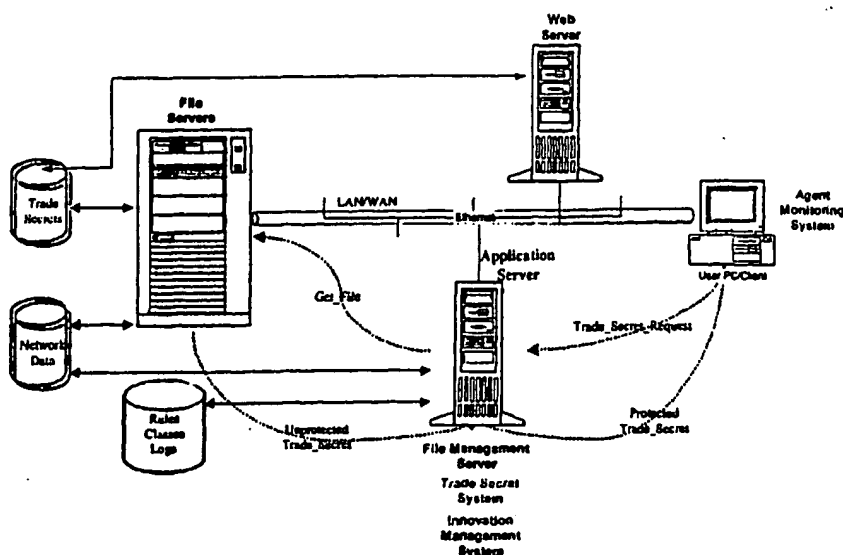 Web
Server
File
Servers
Trade
Secrets
LAN/WAN
Ethernet
Agent
Monitoring
System
User PC/Client
Application
Server
Get_File
Trade_Secret_Request
Network
Data
Rules
Classes
Logs
Unprotected
Trade_Secret
Protected
Trade_Secret
File Management
Server
Trade Secret
System
Innovation
Management
System